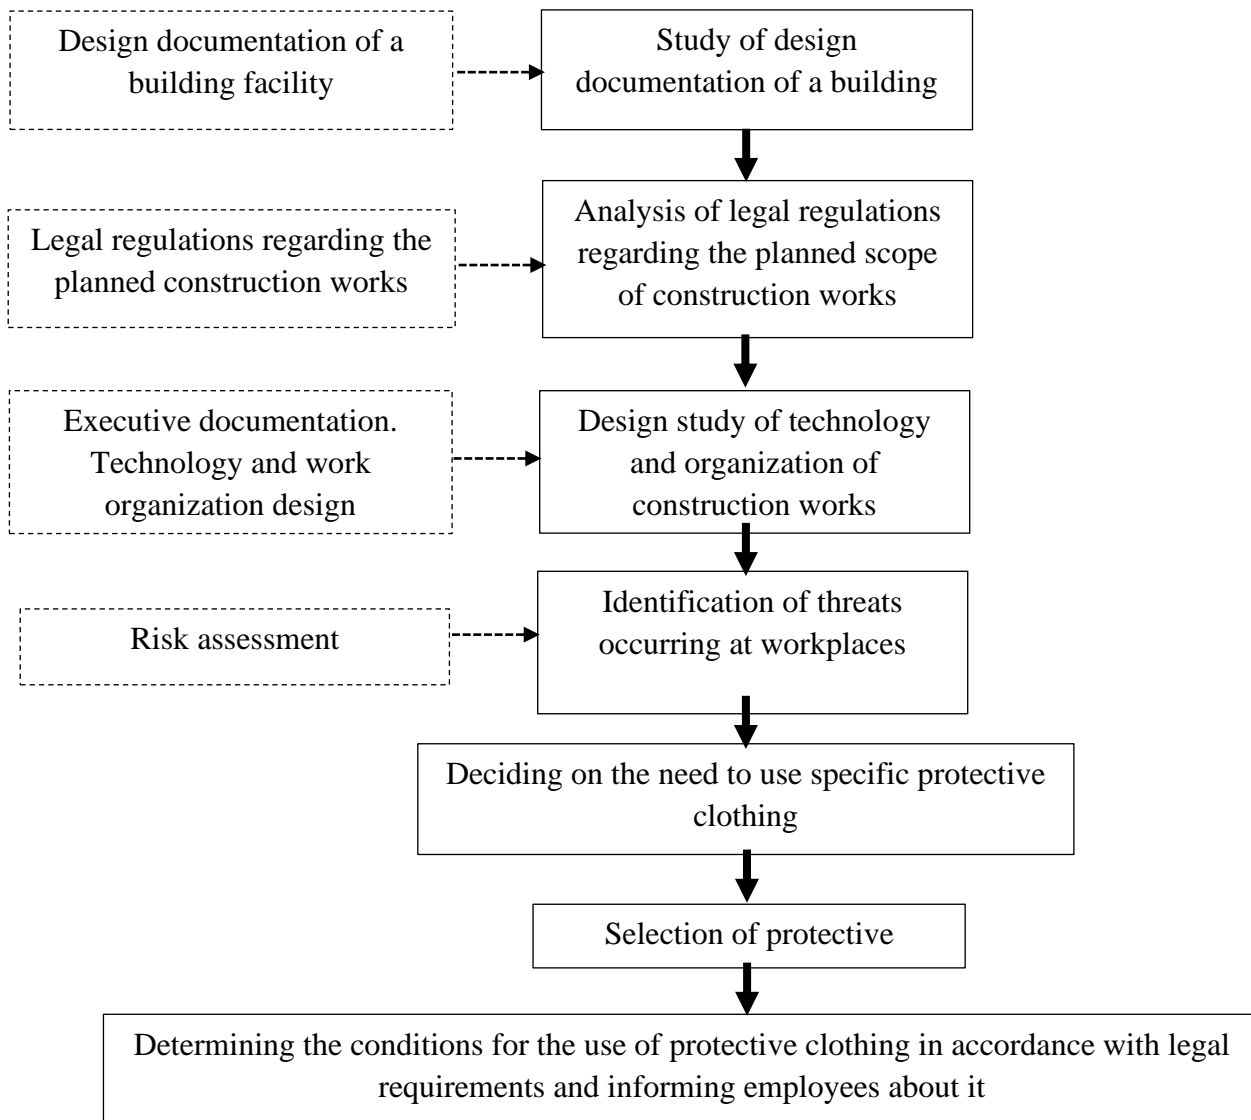 Design documentation of a
building facility
Study of design
documentation of a building
Legal regulations regarding the
planned construction works
Analysis of legal regulations
regarding the planned scope
of construction works
Executive documentation.
Technology and work
organization design
Design study of technology
and organization of
construction works
Risk assessment
Identification of threats
occurring at workplaces
Deciding on the need to use specific protective
clothing
Selection of protective
Determining the conditions for the use of protective clothing in accordance with legal
requirements and informing employees about it